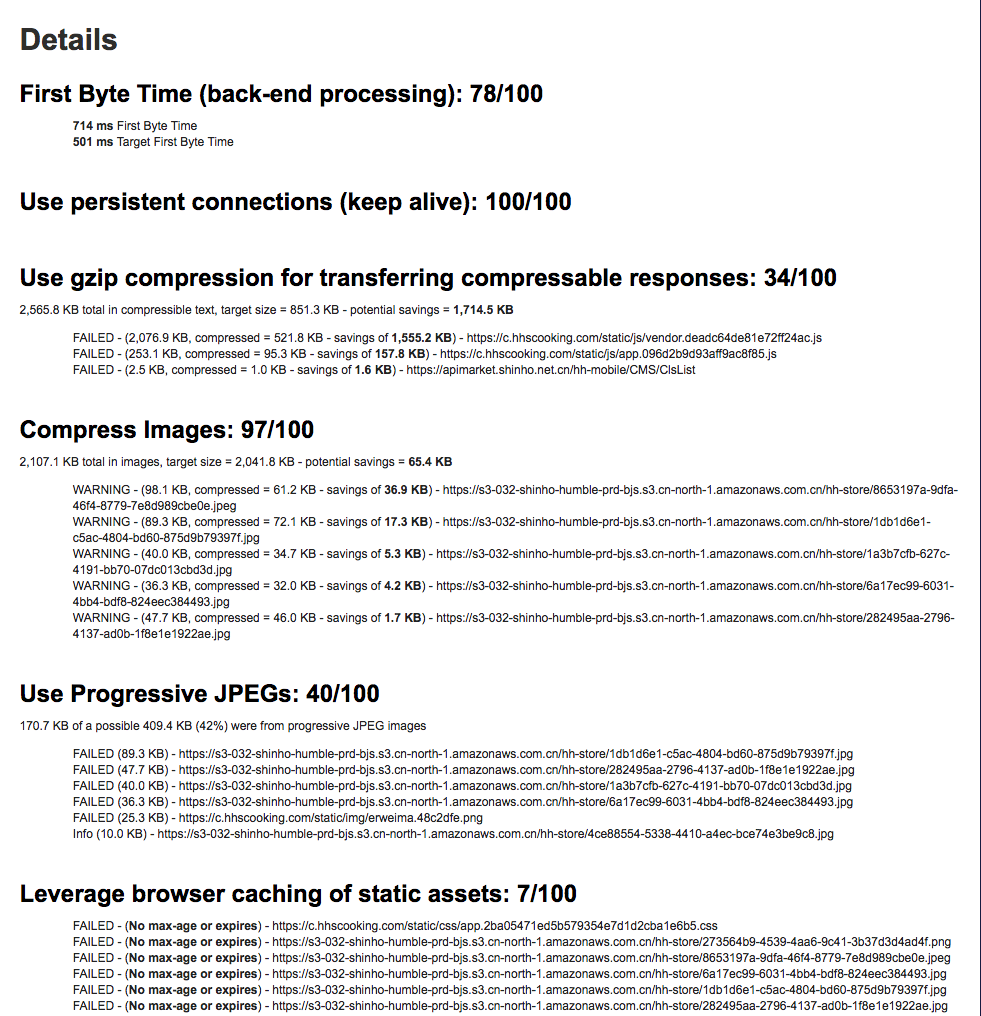 Details
First Byte Time (back-end processing): 78/100
714 ms First Byte Time
501 ms Target First Byte Time
Use persistent connections (keep alive): 100/100
Use gzip compression for transferring compressable responses: 34/100
2,565.8 KB total in compressible text, target size = 851.3 KB - potential savings = 1,714.5 KB
FAILED - (2,076.9 KB, compressed = 521.8 KB - savings of 1,555.2 KB) - https://c.hhscooking.com/static/js/vendor.deadc64de81e72ff24ac.js
FAILED - (253.1 KB, compressed = 95.3 KB - savings of 157.8 KB) - https://c.hhscooking.com/static/js/app.096d2b9d93aff9ac8f85.js
FAILED - (2.5 KB, compressed = 1.0 KB - savings of 1.6 KB) - https://apimarket.shinho.net.cn/hh-mobile/CMS/ClsList
Compress Images: 97/100
2,107.1 KB total in images, target size = 2,041.8 KB - potential savings = 65.4 KB
WARNING - (98.1 KB, compressed = 61.2 KB - savings of 36.9 KB) - https://s3-032-shinho-humble-prd-bjs.s3.cn-north-1.amazonaws.com.cn/hh-store/8653197a-9dfa-
46f4-8779-7e8d989cbe0e.jpeg
WARNING - (89.3 KB, compressed = 72.1 KB - savings of 17.3 KB) - https://s3-032-shinho-humble-prd-bjs.s3.cn-north-1.amazonaws.com.cn/hh-store/1db1d6e1-
c5ac-4804-bd60-875d9b79397f.jpg
WARNING - (40.0 KB, compressed = 34.7 KB - savings of 5.3 KB) - https://s3-032-shinho-humble-prd-bjs.s3.cn-north-1.amazonaws.com.cn/hh-store/1a3b7cfb-627c-
4191-bb70-07dc013cbd3d.jpg
WARNING - (36.3 KB, compressed = 32.0 KB - savings of 4.2 KB) - https://s3-032-shinho-humble-prd-bjs.s3.cn-north-1.amazonaws.com.cn/hh-store/6a17ec99-6031-
4bb4-bdf8-824eec384493.jpg
WARNING - (47.7 KB, compressed = 46.0 KB - savings of 1.7 KB) - https://s3-032-shinho-humble-prd-bjs.s3.cn-north-1.amazonaws.com.cn/hh-store/282495aa-2796-
4137-ad0b-1f8e1e1922ae.jpg
Use Progressive JPEGs: 40/100
170.7 KB of a possible 409.4 KB (42%) were from progressive JPEG images
FAILED (89.3 KB) - https://s3-032-shinho-humble-prd-bjs.s3.cn-north-1.amazonaws.com.cn/hh-store/1db1d6e1-c5ac-4804-bd60-875d9b79397f.jpg
FAILED (47.7 KB) - https://s3-032-shinho-humble-prd-bjs.s3.cn-north-1.amazonaws.com.cn/hh-store/282495aa-2796-4137-ad0b-1f8e1e1922ae.jpg
FAILED (40.0 KB) - https://s3-032-shinho-humble-prd-bjs.s3.cn-north-1.amazonaws.com.cn/hh-store/1a3b7cfb-627c-4191-bb70-07dc013cbd3d.jpg
FAILED (36.3 KB) - https://s3-032-shinho-humble-prd-bjs.s3.cn-north-1.amazonaws.com.cn/hh-store/6a17ec99-6031-4bb4-bdf8-824eec384493.jpg
FAILED (25.3 KB) - https://c.hhscooking.com/static/img/erweima.48c2dfe.png
Info (10.0 KB) - https://s3-032-shinho-humble-prd-bjs.s3.cn-north-1.amazonaws.com.cn/hh-store/4ce88554-5338-4410-a4ec-bce74e3be9c8.jpg
Leverage browser caching of static assets: 7/100
FAILED - (No max-age or expires) - https://c.hhscooking.com/static/css/app.2ba05471ed5b579354e7d1d2cba1e6b5.css
FAILED - (No max-age or expires) - https://s3-032-shinho-humble-prd-bjs.s3.cn-north-1.amazonaws.com.cn/hh-store/273564b9-4539-4aa6-9c41-3b37d3d4ad4f.png
FAILED - (No max-age or expires) - https://s3-032-shinho-humble-prd-bjs.s3.cn-north-1.amazonaws.com.cn/hh-store/8653197a-9dfa-46f4-8779-7e8d989cbe0e.jpeg
FAILED - (No max-age or expires) - https://s3-032-shinho-humble-prd-bjs.s3.cn-north-1.amazonaws.com.cn/hh-store/6a17ec99-6031-4bb4-bdf8-824eec384493.jpg
FAILED - (No max-age or expires) - https://s3-032-shinho-humble-prd-bjs.s3.cn-north-1.amazonaws.com.cn/hh-store/1db1d6e1-c5ac-4804-bd60-875d9b79397f.jpg
FAILED - (No max-age or expires) - https://s3-032-shinho-humble-prd-bjs.s3.cn-north-1.amazonaws.com.cn/hh-store/282495aa-2796-4137-ad0b-1f8e1e1922ae.jpg